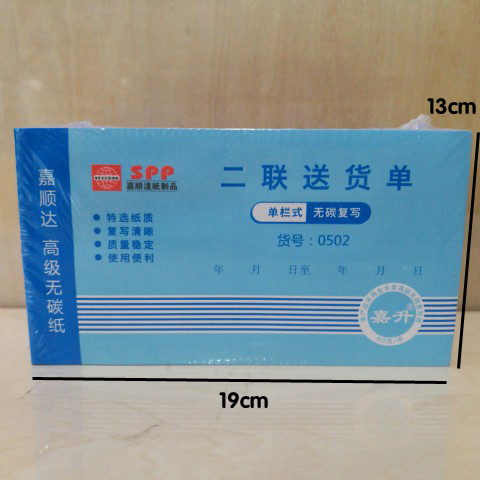 13cm
嘉顺达 高级无碳纸
SPP
嘉顺達紙制品
二联送货单
单栏式 无碳复写
货号：0502
● 特选纸质
● 复写清晰
● 质量稳定
● 使用便利
年 月 日至 年 月 日
嘉升
19cm